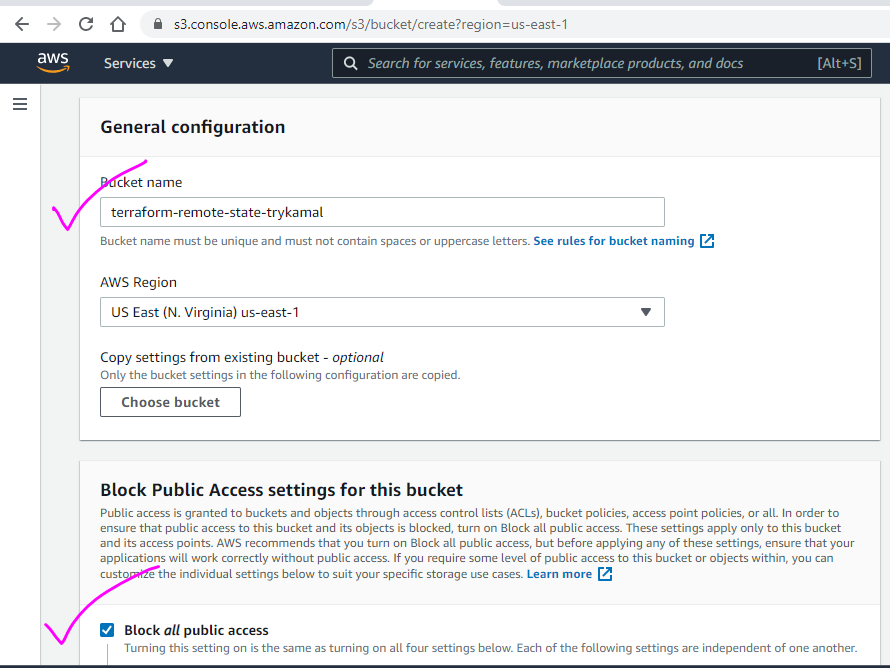 s3.console.aws.amazon.com/s3/bucket/create?region=us-east-1
aws
Services ▼
Search for services, features, marketplace products, and docs [Alt+S]
General configuration
Bucket name
terraform-remote-state-trykamal
Bucket name must be unique and must not contain spaces or uppercase letters. See rules for bucket naming
AWS Region
US East (N. Virginia) us-east-1
Copy settings from existing bucket - optional
Only the bucket settings in the following configuration are copied.
Choose bucket
Block Public Access settings for this bucket
Public access is granted to buckets and objects through access control lists (ACLs), bucket policies, access point policies, or all. In order to
ensure that public access to this bucket and its objects is blocked, turn on Block all public access. These settings apply only to this bucket
and its access points. AWS recommends that you turn on Block all public access, but before applying any of these settings, ensure that your
applications will work correctly without public access. If you require some level of public access to this bucket or objects within, you can
customize the individual settings below to suit your specific storage use cases. Learn more
Block all public access
Turning this setting on is the same as turning on all four settings below. Each of the following settings are independent of one another.